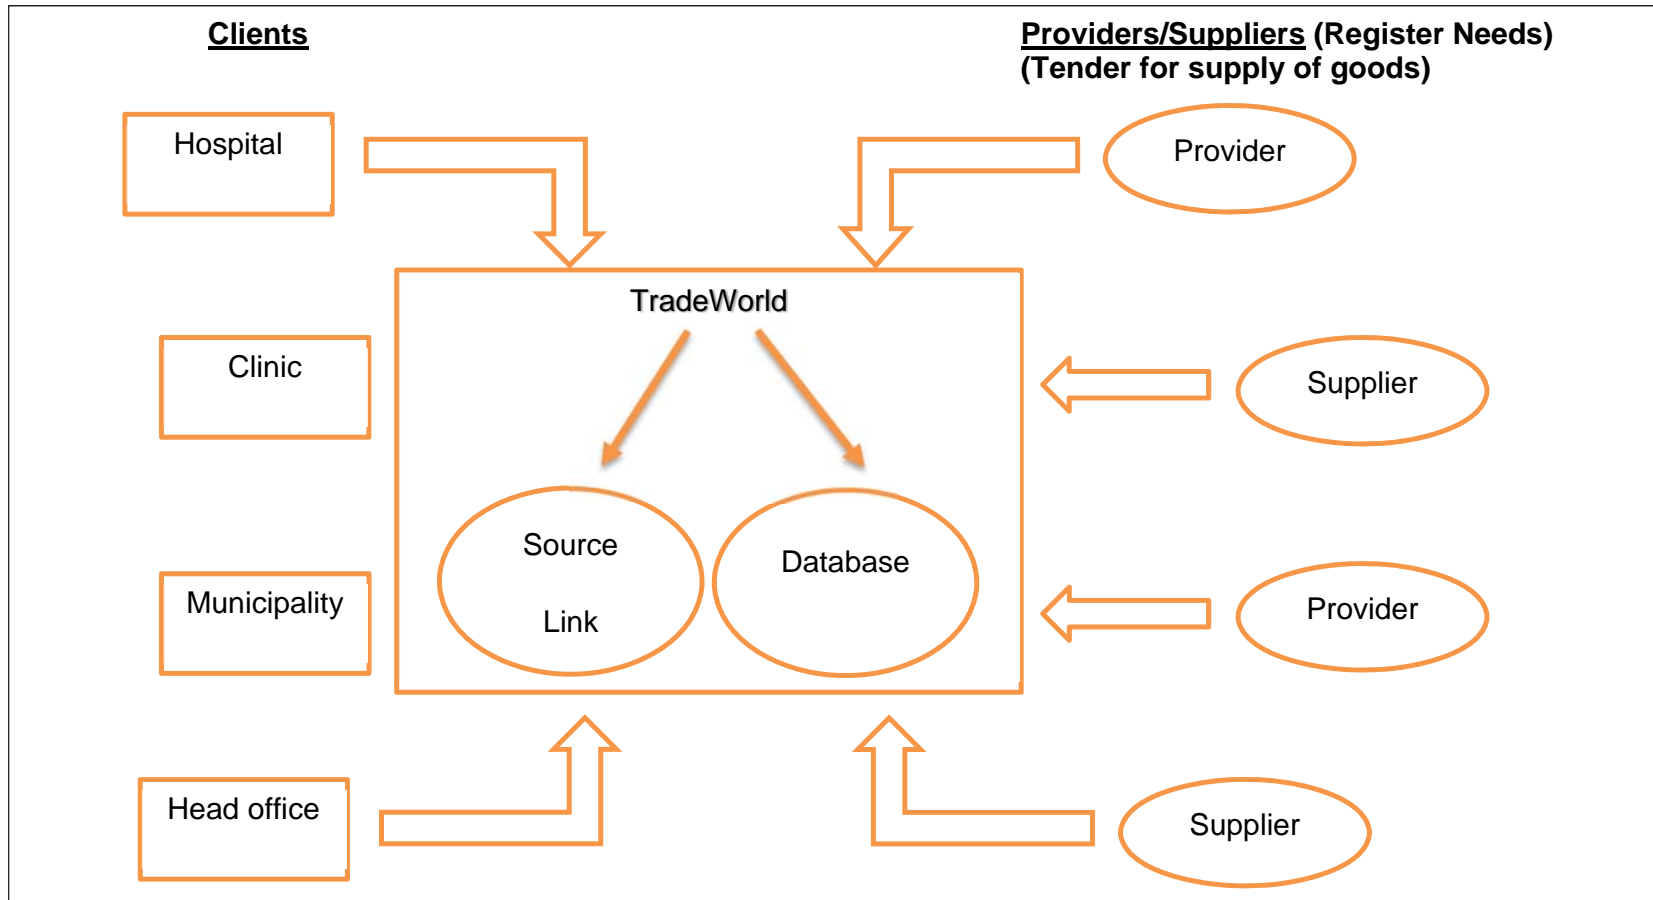 Clients
Providers/Suppliers (Register Needs)
(Tender for supply of goods)
Hospital
Provider
TradeWorld
Clinic
Supplier
Source
Link
Database
Municipality
Provider
Head office
Supplier